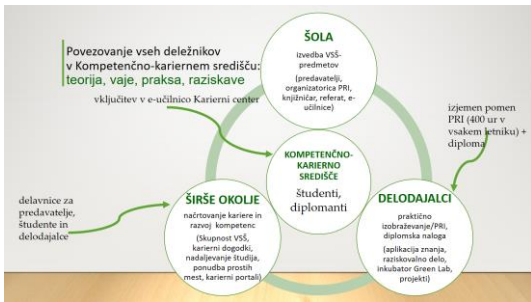 Povezovanje vseh deležnikov
v Kompetenčno-kariernem središču:
teorija, vaje, praksa, raziskave
vključitev v e-učilnico Karierni center
ŠOLA
izvedba VSŠ-
predmetov
(predavatelji,
organizatorica PRI,
knjižničar, referat, e-
učilnice)
izjemen pomen
PRI (400 ur v
vsakem letniku) +
diploma
KOMPETENČNO-
KARIERNO
SREDIŠČE
študenti,
diplomanti
delavnice za
predavatelje,
študente in
delodajalce
ŠIRŠE OKOLJE
načrtovanje kariere in
razvoj kompetenc
(Skupnost VSŠ,
karierni dogodki,
nadaljevanje študija,
ponudba prostih
mest, karierni portali)
DELODAJALCI
praktično
izobraževanje/PRI,
diplomska naloga
(aplikacija znanja,
raziskovalno delo,
inkubator Green Lab,
projekti)